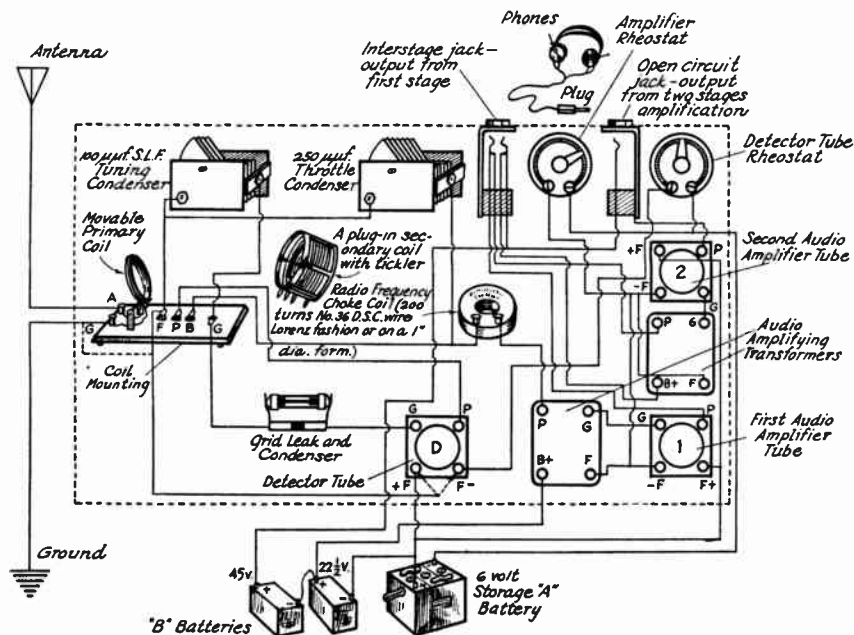 Antenna
Phones
Amplifier
Rheostat
Interstage jack-
output from
first stage
Plug
Open circuit
jack-output
from two stages
amplification
100 μμf. S.L.F.
Tuning
Condenser
250 μμf.
Throttle
Condenser
Detector Tube
Rheostat
Movable
Primary
Coil
A plug-in sec-
ondary coil
with tickler
Radio Frequency
Choke Coil (200
turns No.36 D.S.C. wire
Lorenz fashion or on a 1"
dia. form.)
+F
P
Second Audio
Amplifier Tube
2
-F
G
A
G
F
P
B
G
P
G
Audio
Amplifying
Transformers
B+
F
Coil
Mounting
Grid Leak and
Condenser
G
P
D
+F
F-
Detector Tube
P
G
B+
F
G
P
1
-F
F+
First Audio
Amplifier
Tube
Ground
45v.
+
-
22½v.
+
-
6 volt
Storage "A"
Battery
"B" Batteries